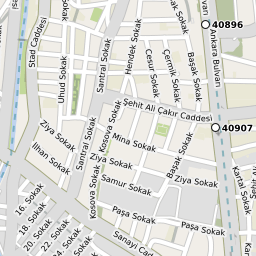 40896
Stad Caddesi
Uhud Sokak
Santral Sokak
Hendek Sokak
Cesur Sokak
Çermik Sokak
Başak Sokak
Ankara Bulvarı
Şehit Ali Çakır Caddesi
40907
Ziya Sokak
İlhan Sokak
Santral Sokak
Kosova Sokak
Mina Sokak
Ziya Sokak
Ziya Sokak
Başak Sokak
Samur Sokak
Kosova Sokak
Paşa Sokak
Paşa Sokak
Kartal Sokak
Kan
16. Sokak
18. Sokak
20. Sokak
22. Sokak
24. Sokak
Sanayi Cadde